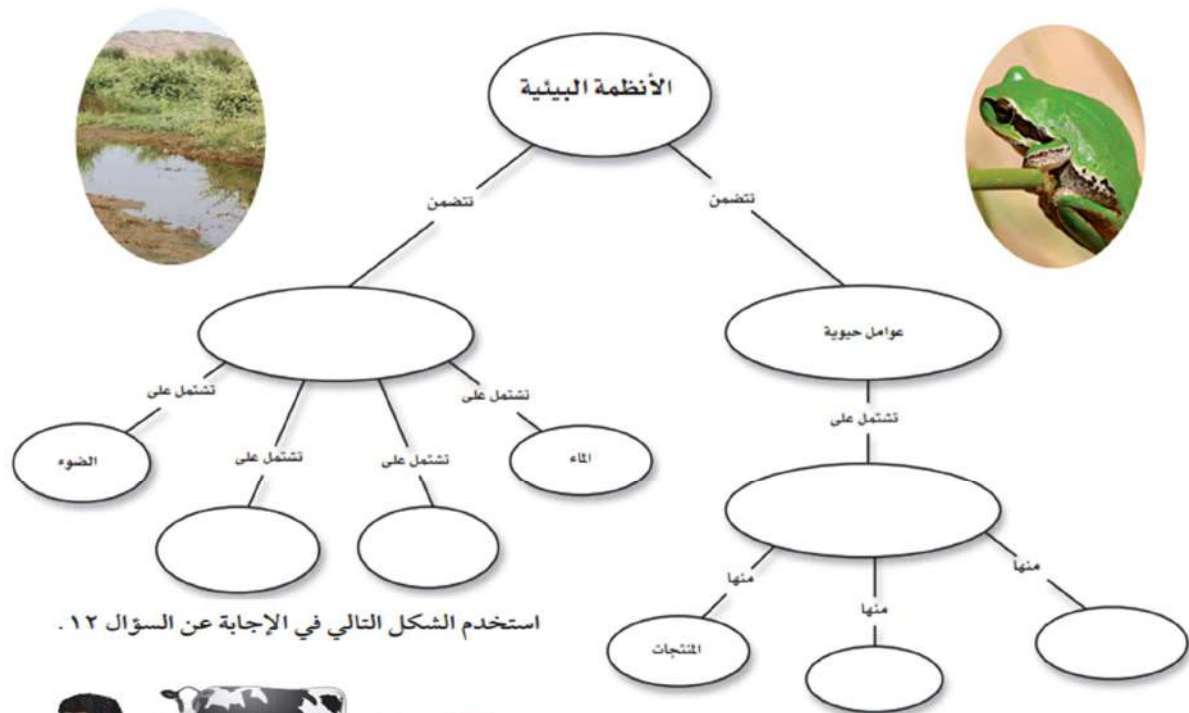 الأنظمة البيئية
تتضمن
تتضمن
عوامل حيوية
تشتمل على
تشتمل على
تشتمل على
تشتمل على
تشتمل على
الماء
الضوء
منها
منها
منها
المنتجات
استخدم الشكل التالي في الإجابة عن السؤال ١٢ .